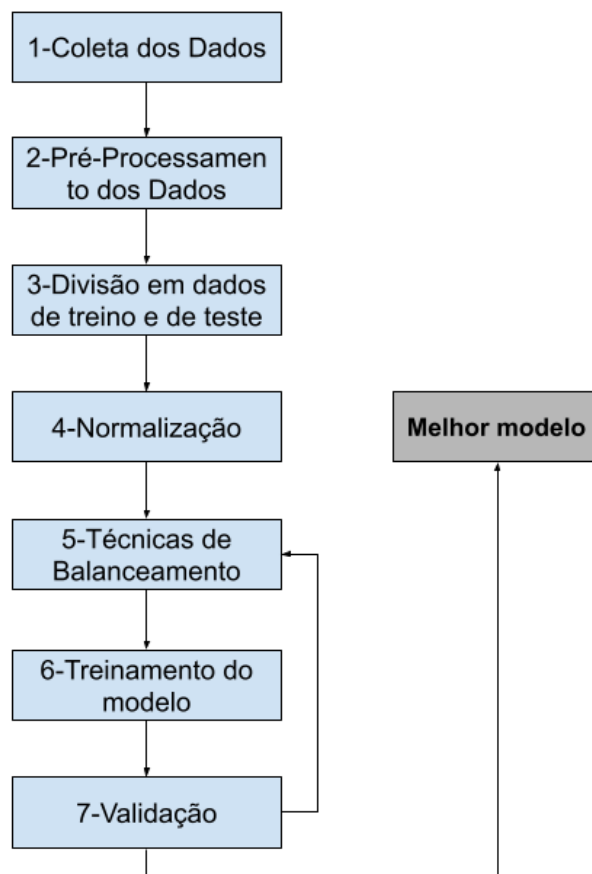 1-Coleta dos Dados
2-Pré-Processamen
to dos Dados
3-Divisão em dados
de treino e de teste
4-Normalização
Melhor modelo
5-Técnicas de
Balanceamento
6-Treinamento do
modelo
7-Validação